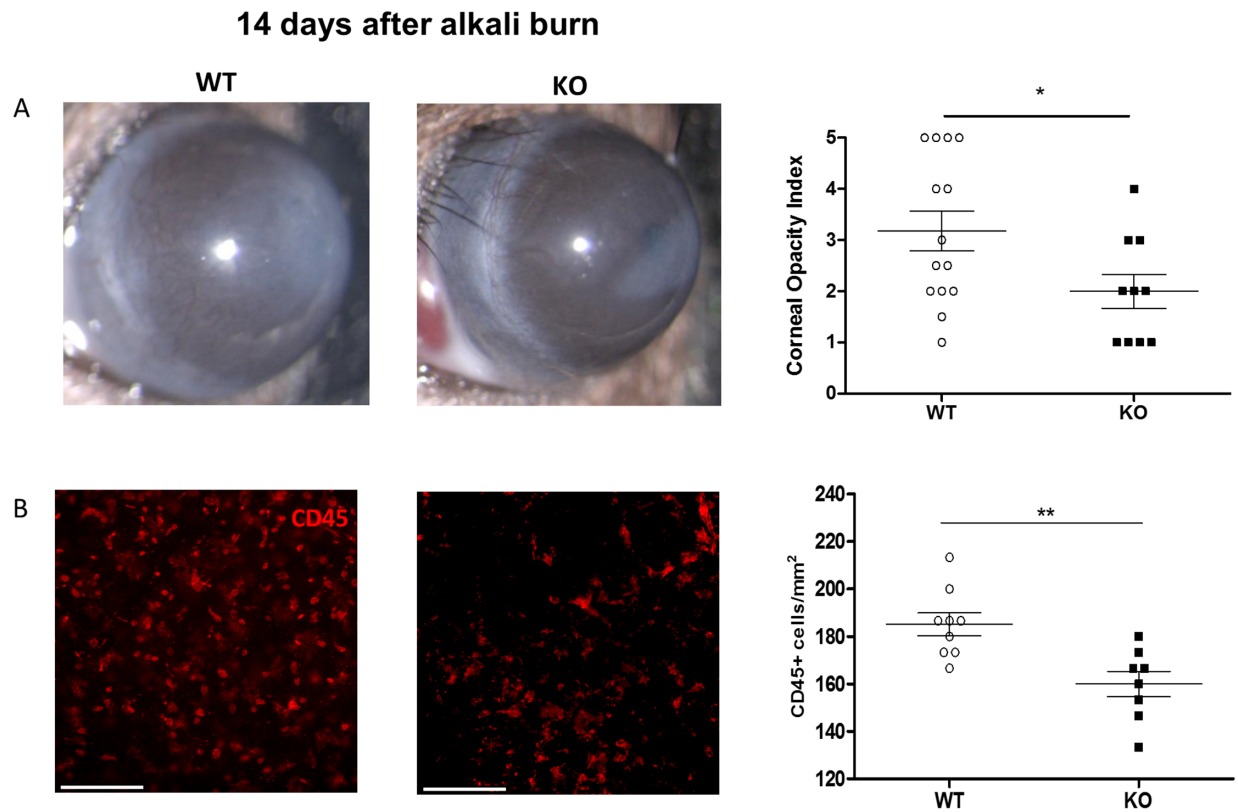 14 days after alkali burn
A
WT
KO
*
Corneal Opacity Index
5
4
3
2
1
0
WT
KO
B
CD45
**
CD45+ cells/mm²
240
220
200
180
160
140
120
WT
KO